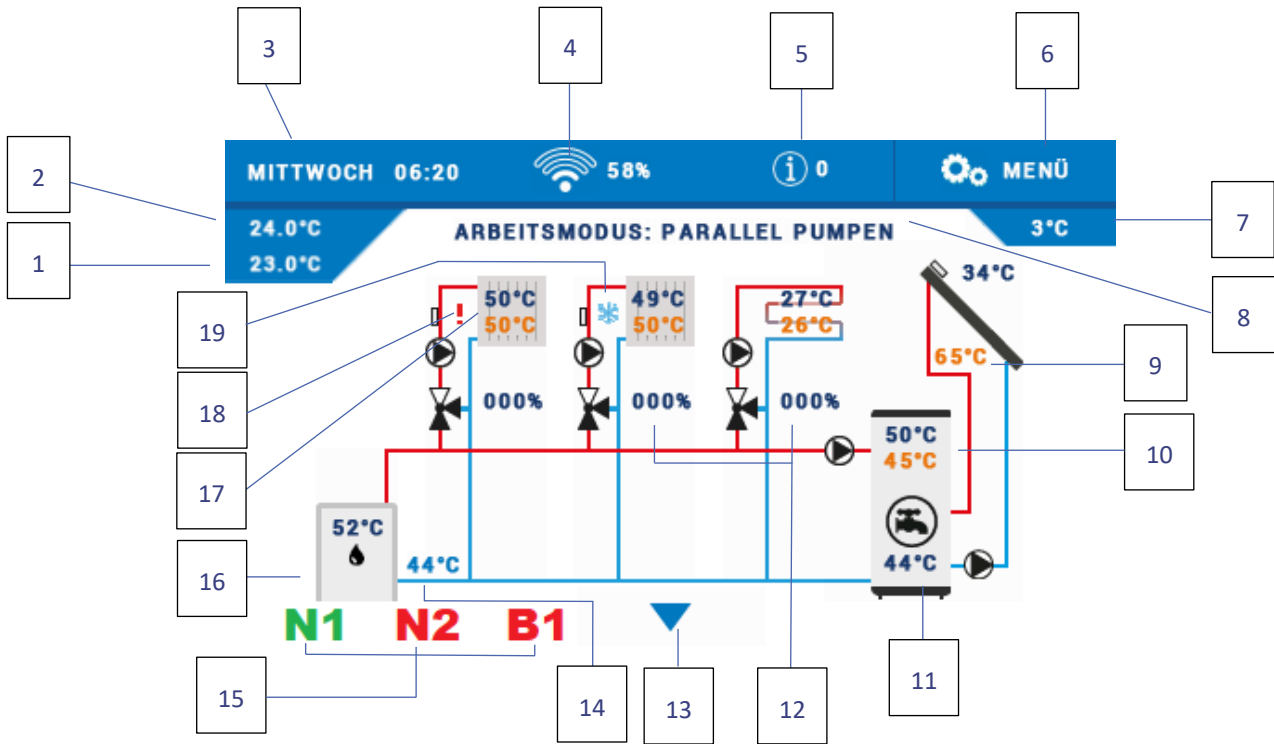 3
4
5
6
2
MITTWOCH 06:20
58%
0
MENÜ
24.0°C
3°C
7
1
23.0°C
ARBEITSMODUS: PARALLEL PUMPEN
34°C
19
50°C
50°C
49°C
50°C
27°C
26°C
8
!
65°C
9
18
000%
000%
000%
50°C
45°C
10
17
52°C
16
44°C
44°C
N1 N2 B1
15
14
13
12
11